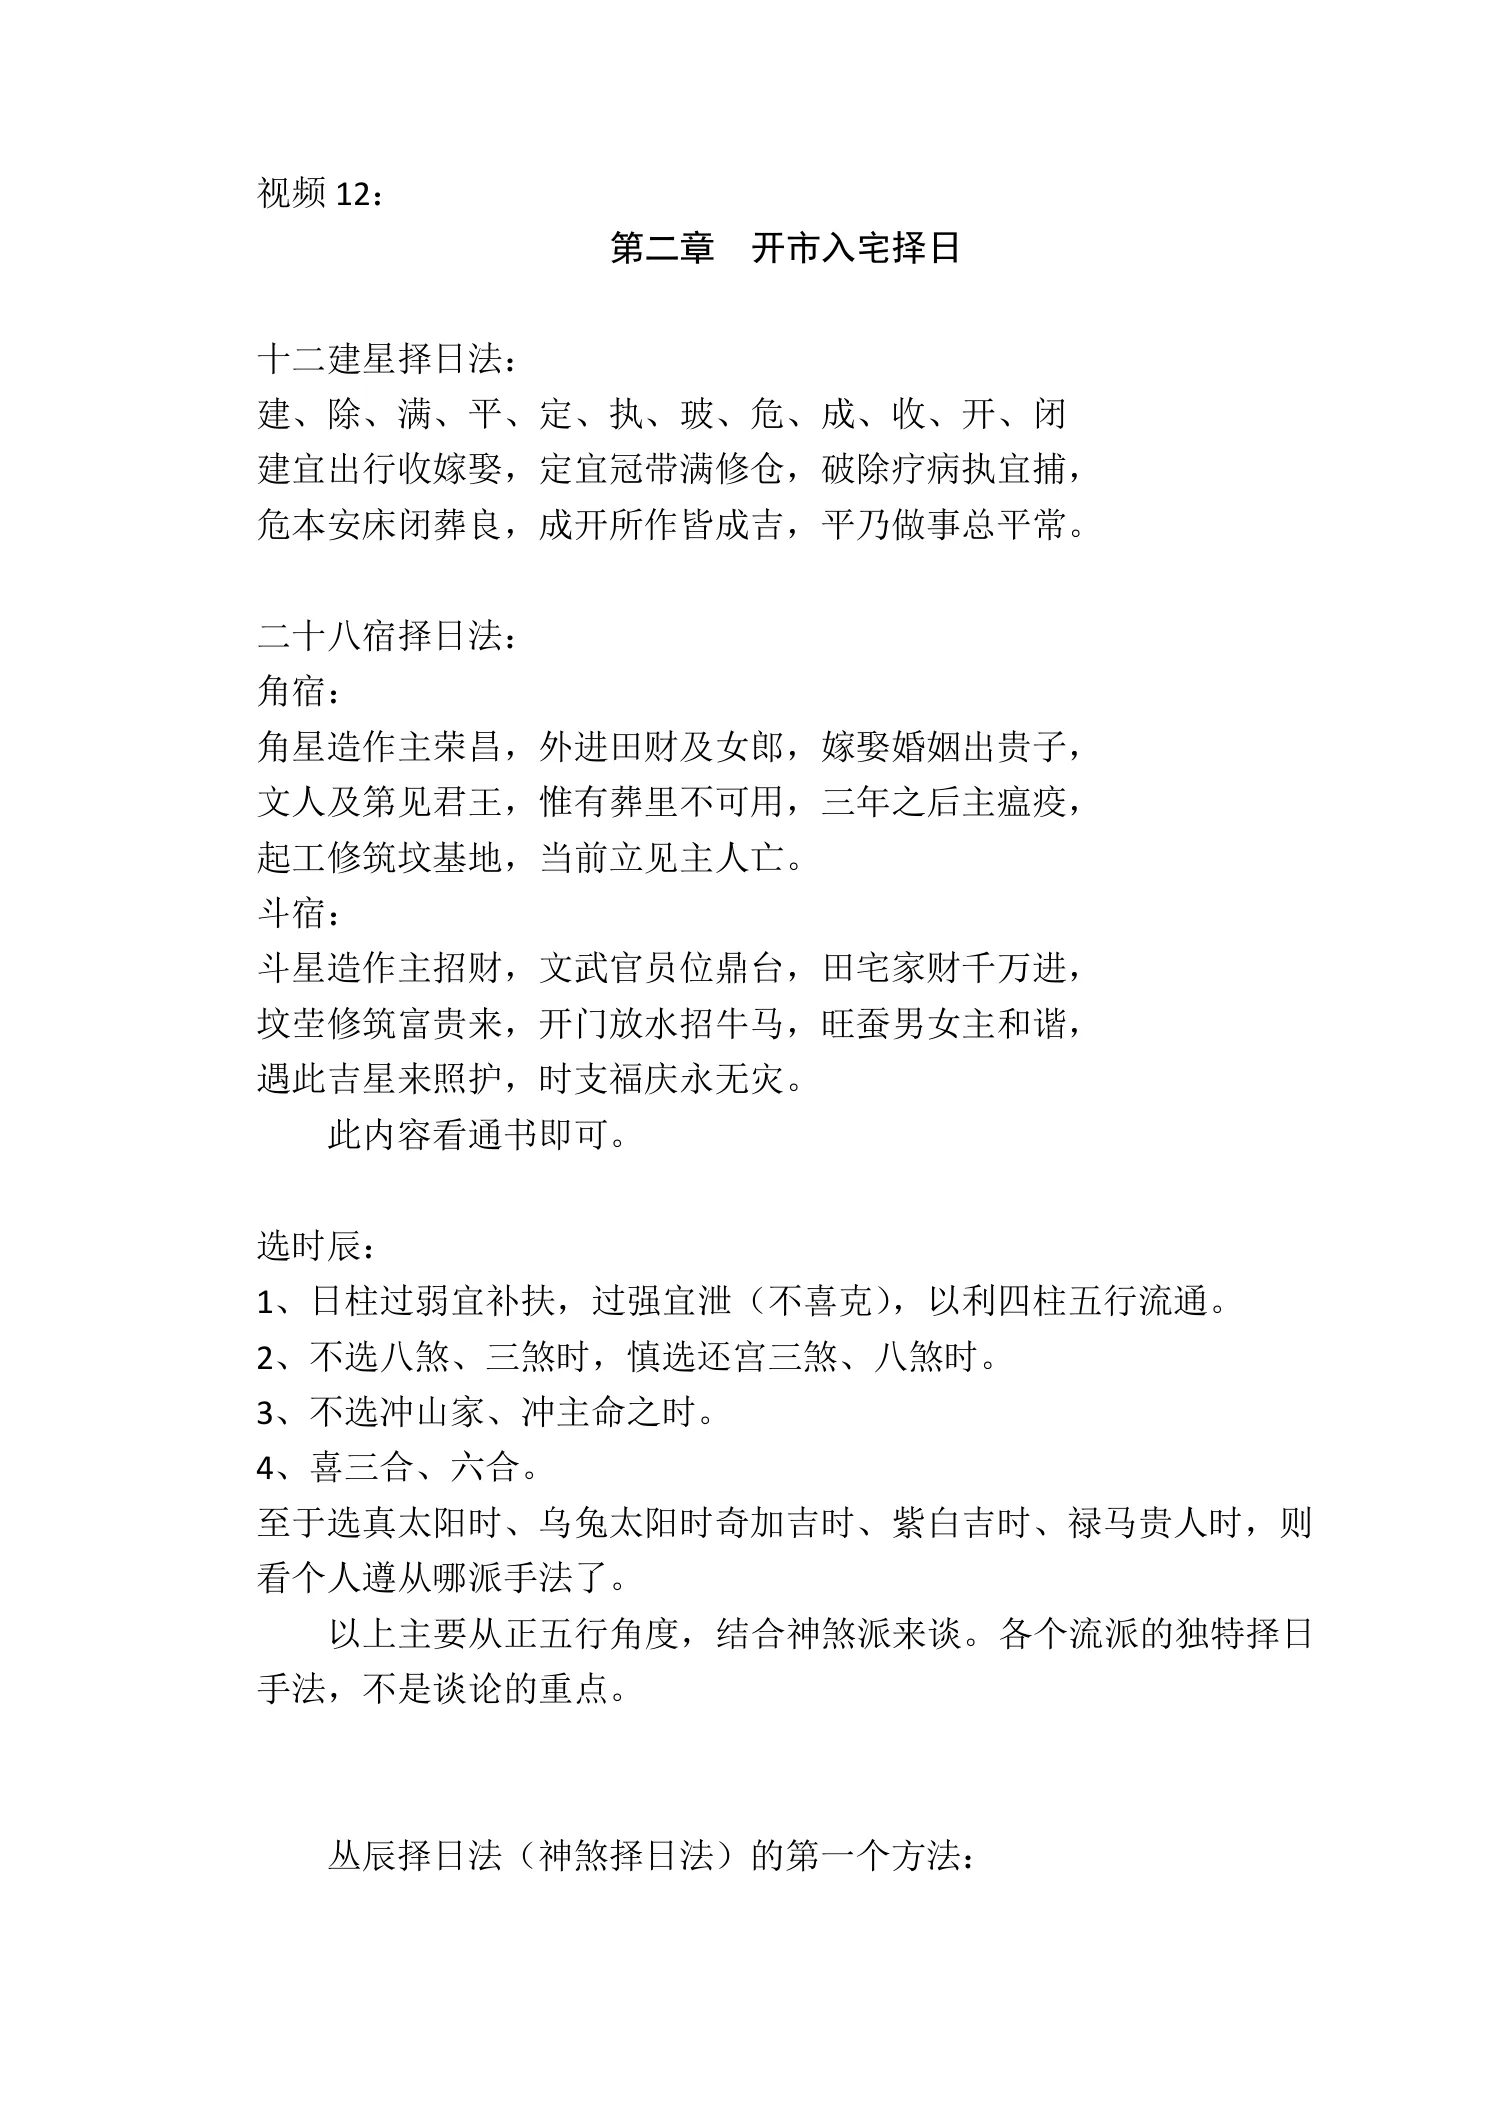 视频 12：
第二章　开市入宅择日
十二建星择日法：
建、除、满、平、定、执、玻、危、成、收、开、闭
建宜出行收嫁娶，定宜冠带满修仓，破除疗病执宜捕，
危本安床闭葬良，成开所作皆成吉，平乃做事总平常。
二十八宿择日法：
角宿：
角星造作主荣昌，外进田财及女郎，嫁娶婚姻出贵子，
文人及第见君王，惟有葬里不可用，三年之后主瘟疫，
起工修筑坟基地，当前立见主人亡。
斗宿：
斗星造作主招财，文武官员位鼎台，田宅家财千万进，
坟茔修筑富贵来，开门放水招牛马，旺蚕男女主和谐，
遇此吉星来照护，时支福庆永无灾。
此内容看通书即可。
选时辰：
1、日柱过弱宜补扶，过强宜泄（不喜克），以利四柱五行流通。
2、不选八煞、三煞时，慎选还宫三煞、八煞时。
3、不选冲山家、冲主命之时。
4、喜三合、六合。
至于选真太阳时、乌兔太阳时奇加吉时、紫白吉时、禄马贵人时，则
看个人遵从哪派手法了。
以上主要从正五行角度，结合神煞派来谈。各个流派的独特择日
手法，不是谈论的重点。
丛辰择日法（神煞择日法）的第一个方法：